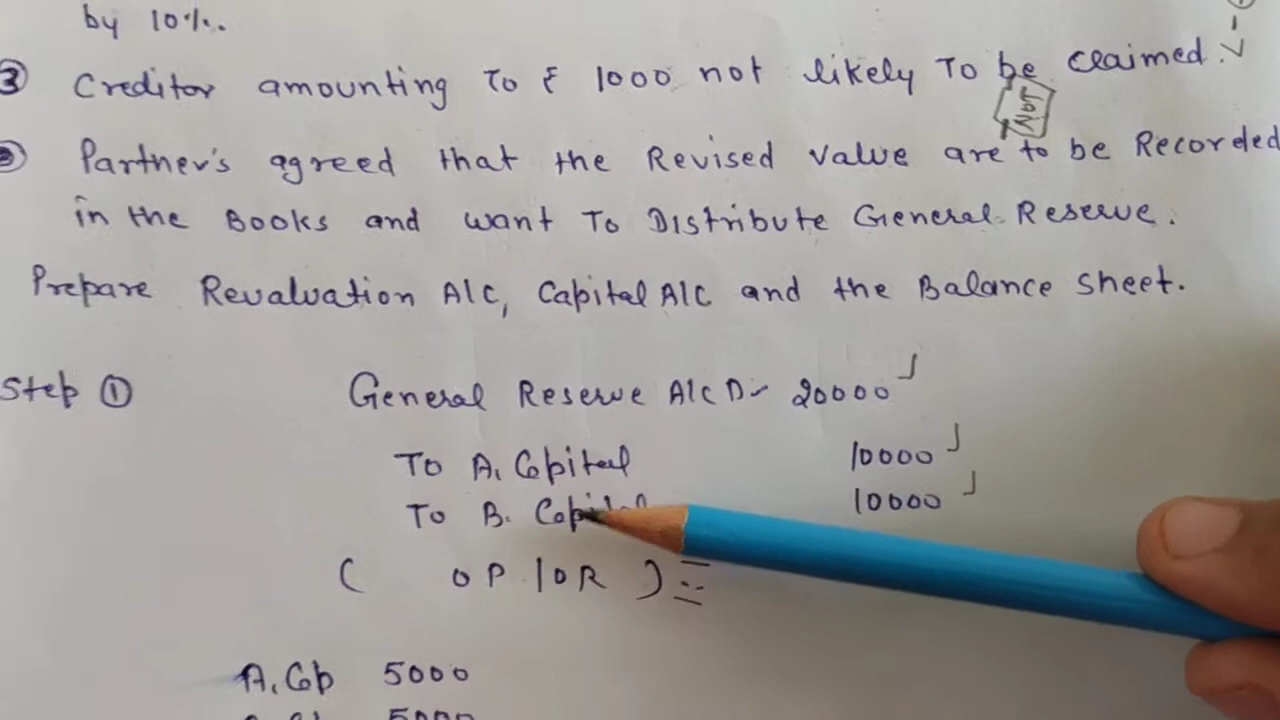 by 10%.
③ Creditor amounting To ₹ 1000 not likely To be claimed.
Partner's agreed that the Revised value are to be Recorded
in the Books and want To Distribute General Reserve.
Prepare Revaluation A/C, Capital A/C and the Balance Sheet.
Step ① General Reserve A/C Dr 20000
To A. Capital 10000
To B. Capital 10000
( OP/OR )
A. Cap 5000
5000